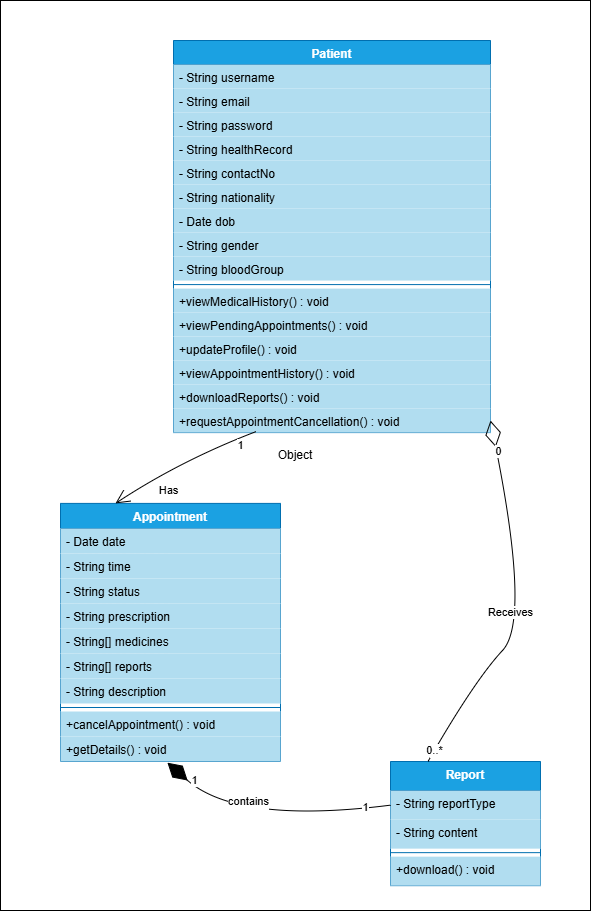 Patient
- String username
- String email
- String password
- String healthRecord
- String contactNo
- String nationality
- Date dob
- String gender
- String bloodGroup
+viewMedicalHistory() : void
+viewPendingAppointments() : void
+updateProfile() : void
+viewAppointmentHistory() : void
+downloadReports() : void
+requestAppointmentCancellation() : void
1
Object
0
Has
Appointment
- Date date
- String time
- String status
- String prescription
- String[] medicines
- String[] reports
- String description
+cancelAppointment() : void
+getDetails() : void
Receives
0..*
1
contains
1
Report
- String reportType
- String content
+download() : void